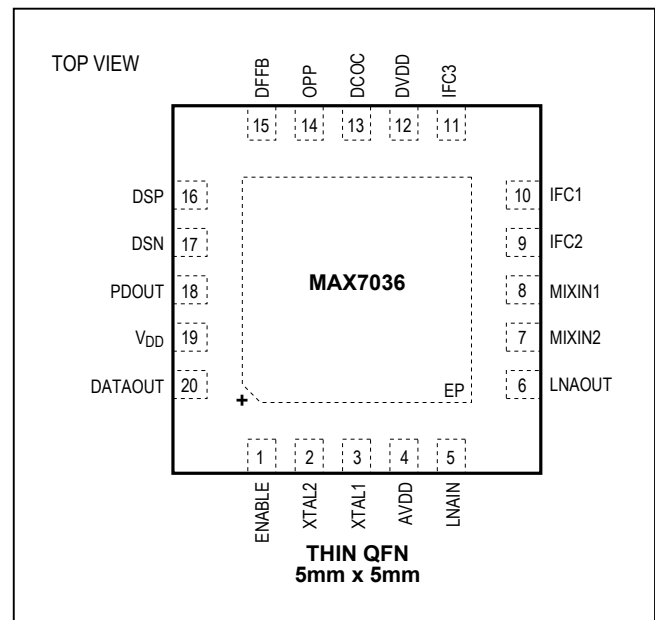 TOP VIEW
DFFB
OPP
DCOC
DVDD
IFC3
15 14 13 12 11
DSP 16
DSN 17
PDOUT 18
VDD 19
DATAOUT 20
MAX7036
EP
+
10 IFC1
9 IFC2
8 MIXIN1
7 MIXIN2
6 LNAOUT
1 2 3 4 5
ENABLE
XTAL2
XTAL1
AVDD
LNAIN
THIN QFN
5mm x 5mm